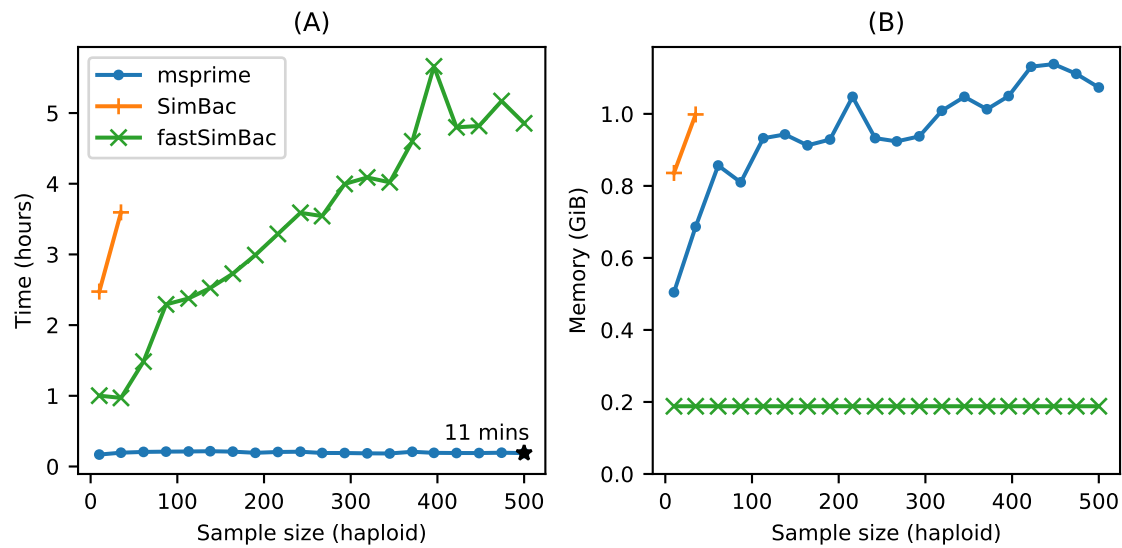 (A)
msprime
SimBac
fastSimBac
5
4
3
2
1
0
Time (hours)
11 mins
0 100 200 300 400 500
Sample size (haploid)
(B)
1.0
0.8
0.6
0.4
0.2
0.0
Memory (GiB)
0 100 200 300 400 500
Sample size (haploid)